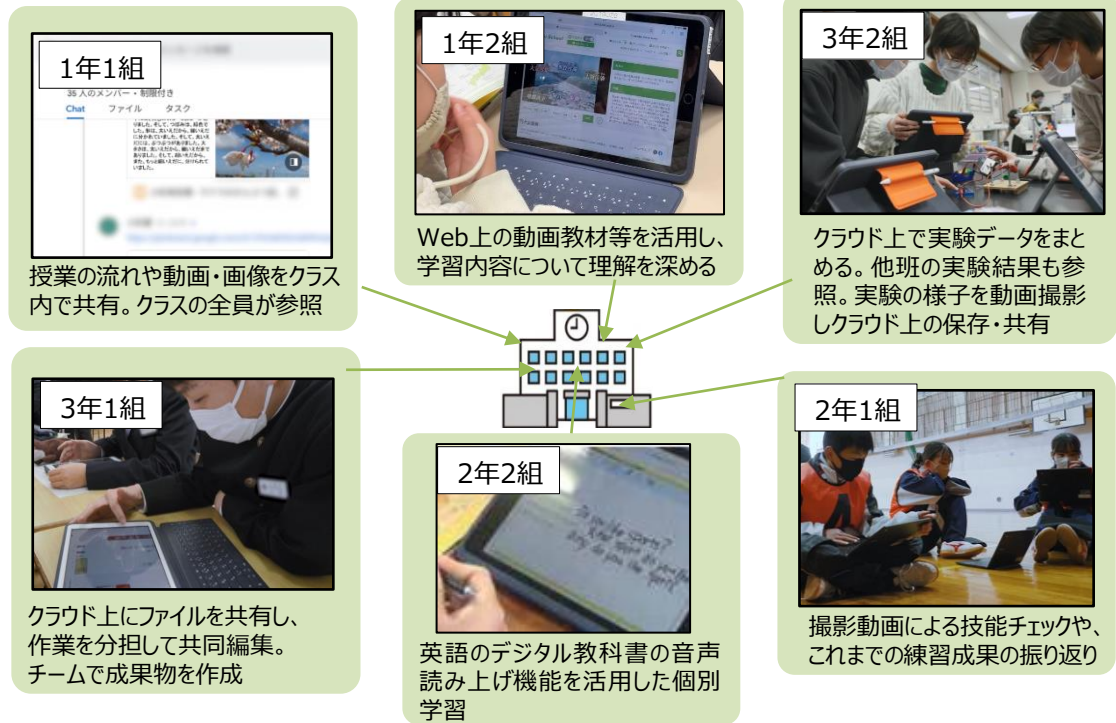 1年1組
35人のメンバー・制限付き
Chat ファイル タスク
授業の流れや動画・画像をクラス
内で共有。クラスの全員が参照
1年2組
Web上の動画教材等を活用し、
学習内容について理解を深める
3年2組
クラウド上で実験データをまと
める。他班の実験結果も参
照。実験の様子を動画撮影
しクラウド上の保存・共有
3年1組
クラウド上にファイルを共有し、
作業を分担して共同編集。
チームで成果物を作成
2年2組
英語のデジタル教科書の音声
読み上げ機能を活用した個別
学習
2年1組
撮影動画による技能チェックや、
これまでの練習成果の振り返り